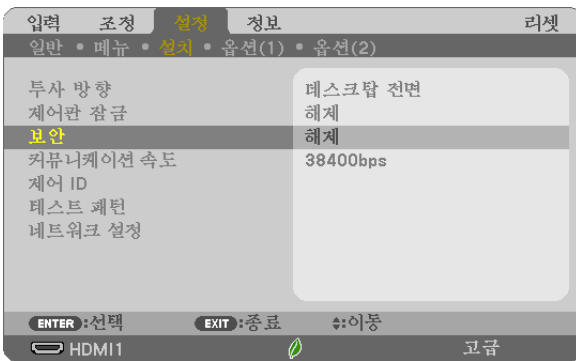 입력 조정 설정 정보 리셋
일반 • 메뉴 • 설치 • 옵션(1) • 옵션(2)
투사 방향 데스크탑 전면
제어판 잠금 해제
보안 해제
커뮤니케이션 속도 38400bps
제어 ID
테스트 패턴
네트워크 설정
ENTER :선택 EXIT :종료 :이동
HDMI1 고급